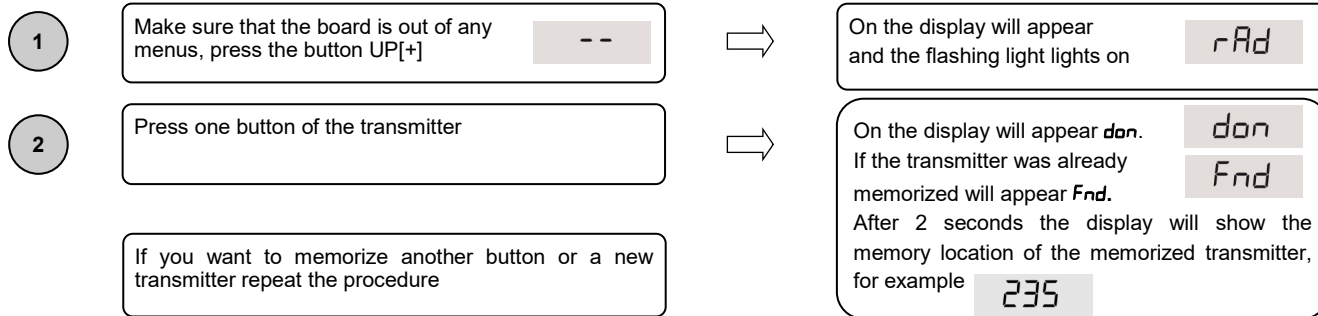 1
Make sure that the board is out of any
menus, press the button UP[+]
--
On the display will appear
and the flashing light lights on
rAd
2
Press one button of the transmitter
If you want to memorize another button or a new
transmitter repeat the procedure
On the display will appear don.
If the transmitter was already
memorized will appear Fnd.
don
Fnd
After 2 seconds the display will show the
memory location of the memorized transmitter,
for example
235